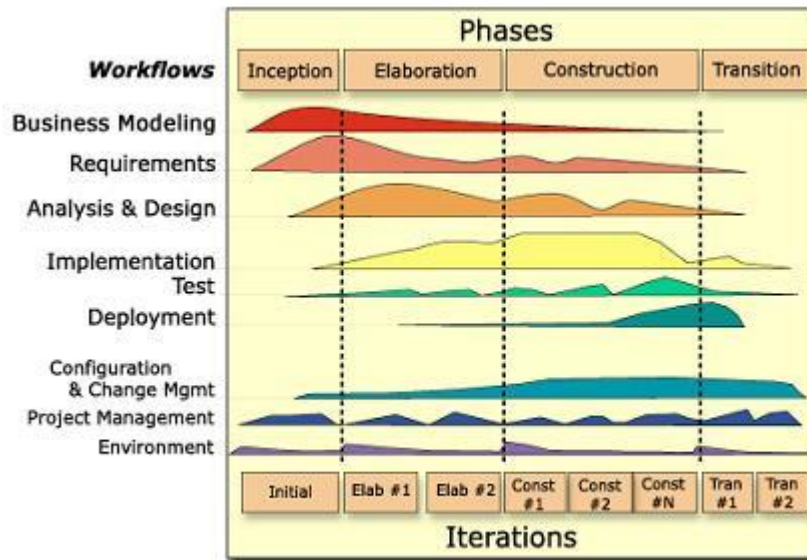 Phases
Workflows
Inception
Elaboration
Construction
Transition
Business Modeling
Requirements
Analysis & Design
Implementation
Test
Deployment
Configuration
& Change Mgmt
Project Management
Environment
Initial
Elab #1
Elab #2
Const
#1
Const
#2
Const
#N
Tran
#1
Tran
#2
Iterations